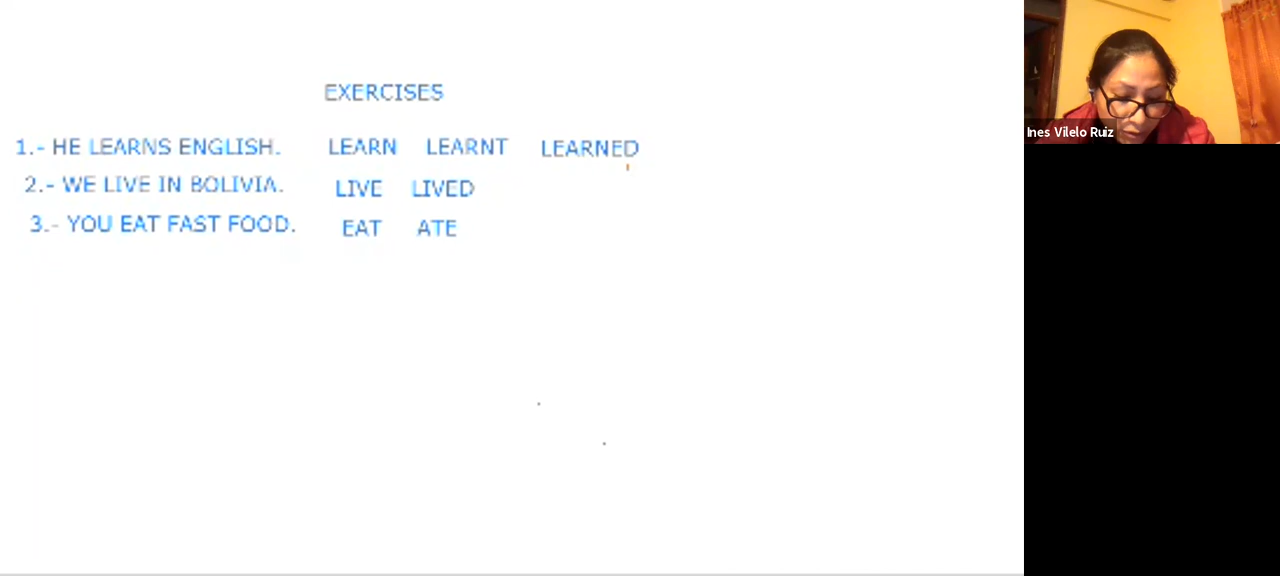 EXERCISES
1.- HE LEARNS ENGLISH. LEARN LEARNT LEARNED
2.- WE LIVE IN BOLIVIA. LIVE LIVED
3.- YOU EAT FAST FOOD. EAT ATE
Ines Vilelo Ruiz